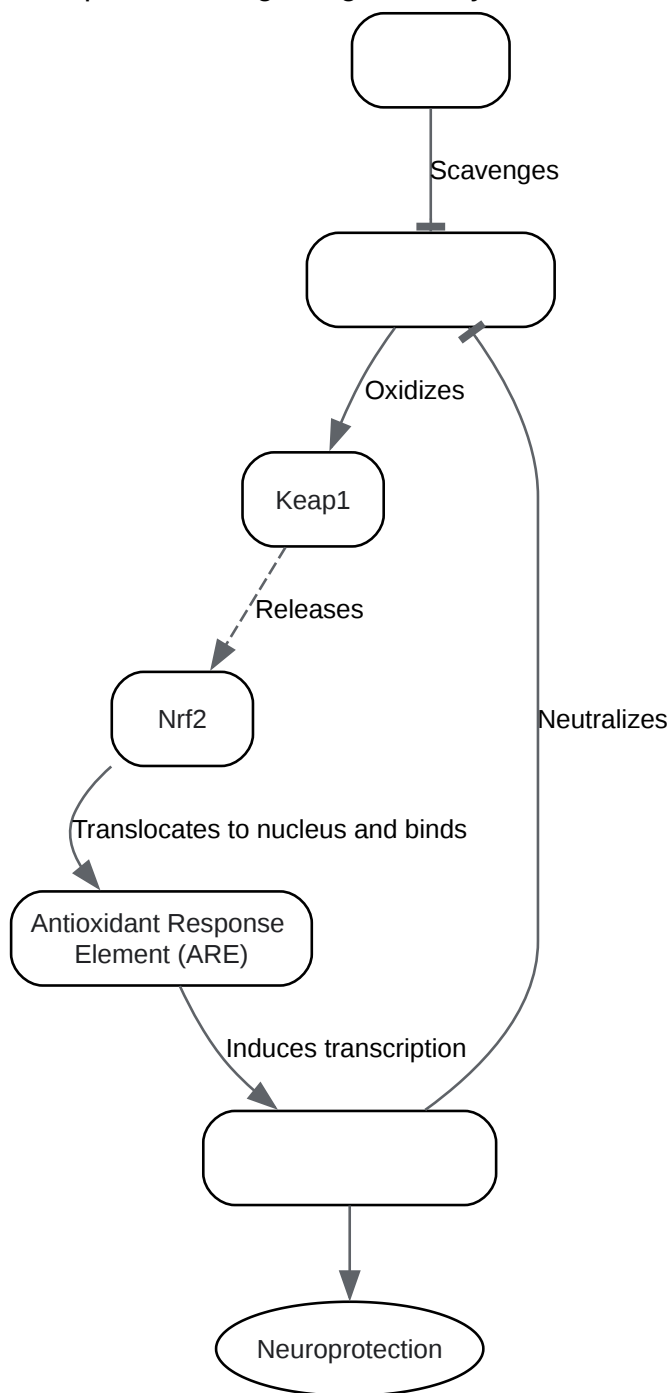 Scavenges
Oxidizes
Keap1
Releases
Nrf2
Neutralizes
Translocates to nucleus and binds
Antioxidant Response
Element (ARE)
Induces transcription
Neuroprotection